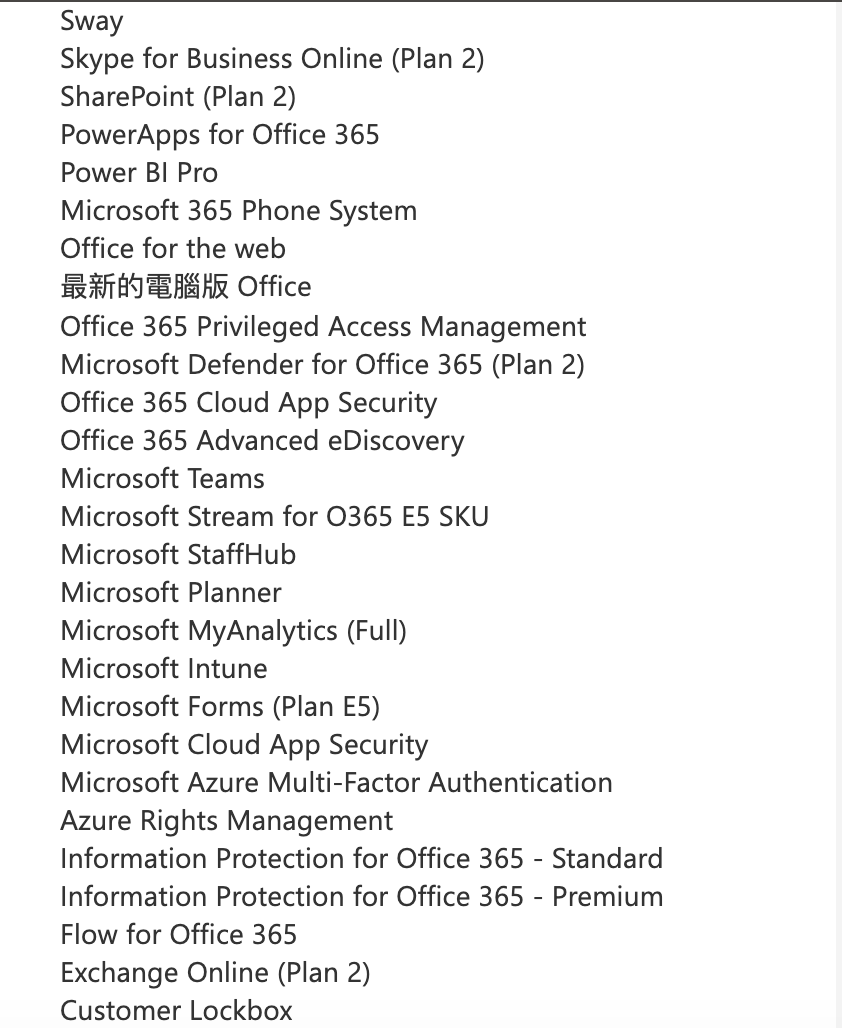 Sway
Skype for Business Online (Plan 2)
SharePoint (Plan 2)
PowerApps for Office 365
Power BI Pro
Microsoft 365 Phone System
Office for the web
最新的電腦版 Office
Office 365 Privileged Access Management
Microsoft Defender for Office 365 (Plan 2)
Office 365 Cloud App Security
Office 365 Advanced eDiscovery
Microsoft Teams
Microsoft Stream for O365 E5 SKU
Microsoft StaffHub
Microsoft Planner
Microsoft MyAnalytics (Full)
Microsoft Intune
Microsoft Forms (Plan E5)
Microsoft Cloud App Security
Microsoft Azure Multi-Factor Authentication
Azure Rights Management
Information Protection for Office 365 - Standard
Information Protection for Office 365 - Premium
Flow for Office 365
Exchange Online (Plan 2)
Customer Lockbox